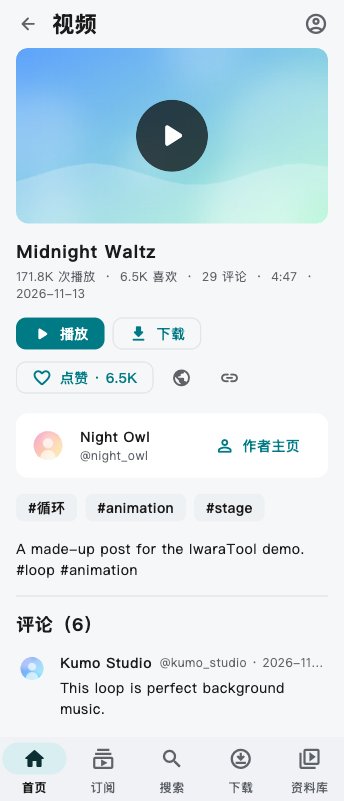 视频
Midnight Waltz
171.8K 次播放 · 6.5K 喜欢 · 29 评论 · 4:47 ·
2026-11-13
播放
下载
点赞 · 6.5K
Night Owl
@night_owl
作者主页
#循环 #animation #stage
A made-up post for the IwaraTool demo.
#loop #animation
评论（6）
Kumo Studio @kumo_studio · 2026-11...
This loop is perfect background
music.
首页 订阅 搜索 下载 资料库